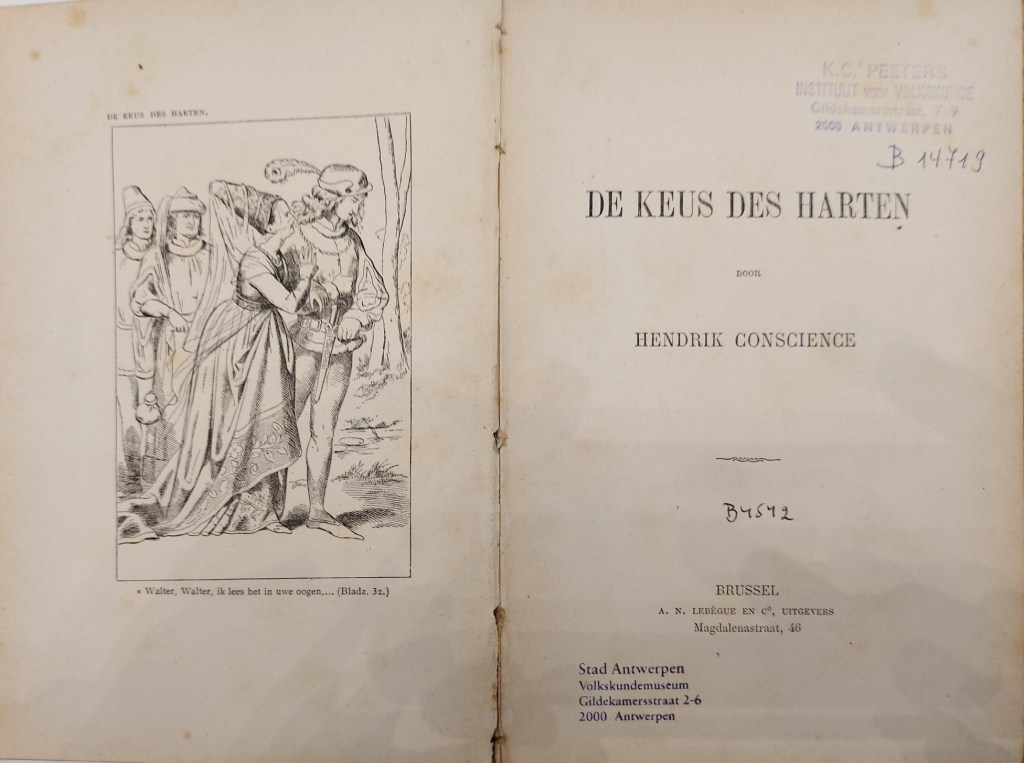 DE KEUS DES HARTEN.
« Walter, Walter, ik lees het in uwe oogen,... (Bladz. 32.)
K.C. PEETERS
INSTITUUT voor VOLKSKUNDE
Gildekamersstraat, 7-9
2000 ANTWERPEN
B 14719
DE KEUS DES HARTEN
DOOR
HENDRIK CONSCIENCE
B4512
BRUSSEL
A. N. LEBÈGUE EN Cº, UITGEVERS
Magdalenastraat, 46
Stad Antwerpen
Volkskundemuseum
Gildekamersstraat 2-6
2000 Antwerpen